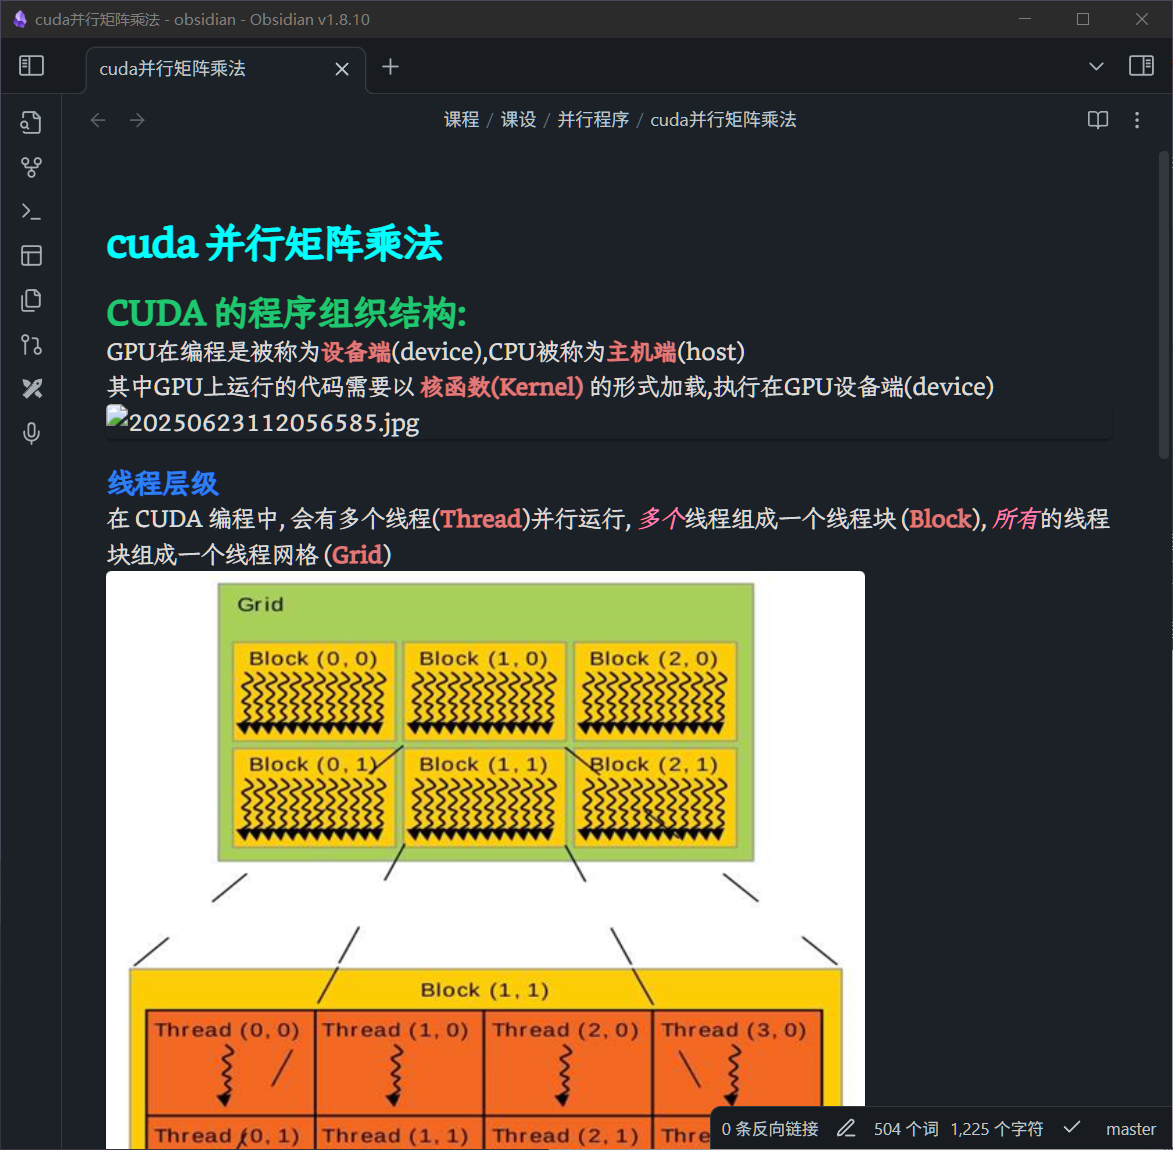 cuda并行矩阵乘法 - obsidian - Obsidian v1.8.10
cuda并行矩阵乘法
课程 / 课设 / 并行程序 / cuda并行矩阵乘法
cuda 并行矩阵乘法
CUDA 的程序组织结构:
GPU在编程是被称为设备端(device),CPU被称为主机端(host)
其中GPU上运行的代码需要以 核函数(Kernel) 的形式加载,执行在GPU设备端(device)
20250623112056585.jpg
线程层级
在 CUDA 编程中, 会有多个线程(Thread)并行运行, 多个线程组成一个线程块 (Block), 所有的线程
块组成一个线程网格 (Grid)
Grid
Block (0, 0) Block (1, 0) Block (2, 0)
Block (0, 1) Block (1, 1) Block (2, 1)
Block (1, 1)
Thread (0, 0) Thread (1, 0) Thread (2, 0) Thread (3, 0)
Thread (0, 1) Thread (1, 1) Thread (2, 1) Thre
0 条反向链接 504 个词 1,225 个字符 master